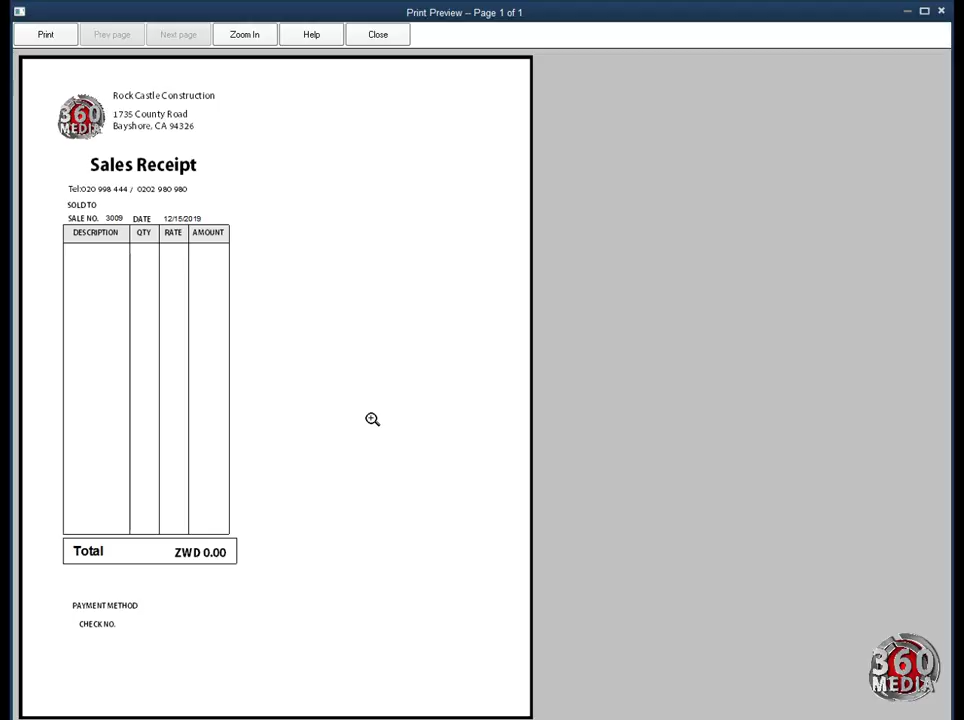 Print Preview -- Page 1 of 1
Print Prev page Next page Zoom In Help Close
360
MEDIA
Rock Castle Construction
1735 County Road
Bayshore, CA 94326
Sales Receipt
Tel:020 998 444 / 0202 980 980
SOLD TO
SALE NO. 3009 DATE 12/15/2019
DESCRIPTION QTY RATE AMOUNT
Total ZWD 0.00
PAYMENT METHOD
CHECK NO.
360
MEDIA